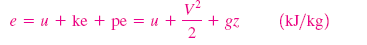 e = u + ke + pe = u + V²/2 + gz (kJ/kg)